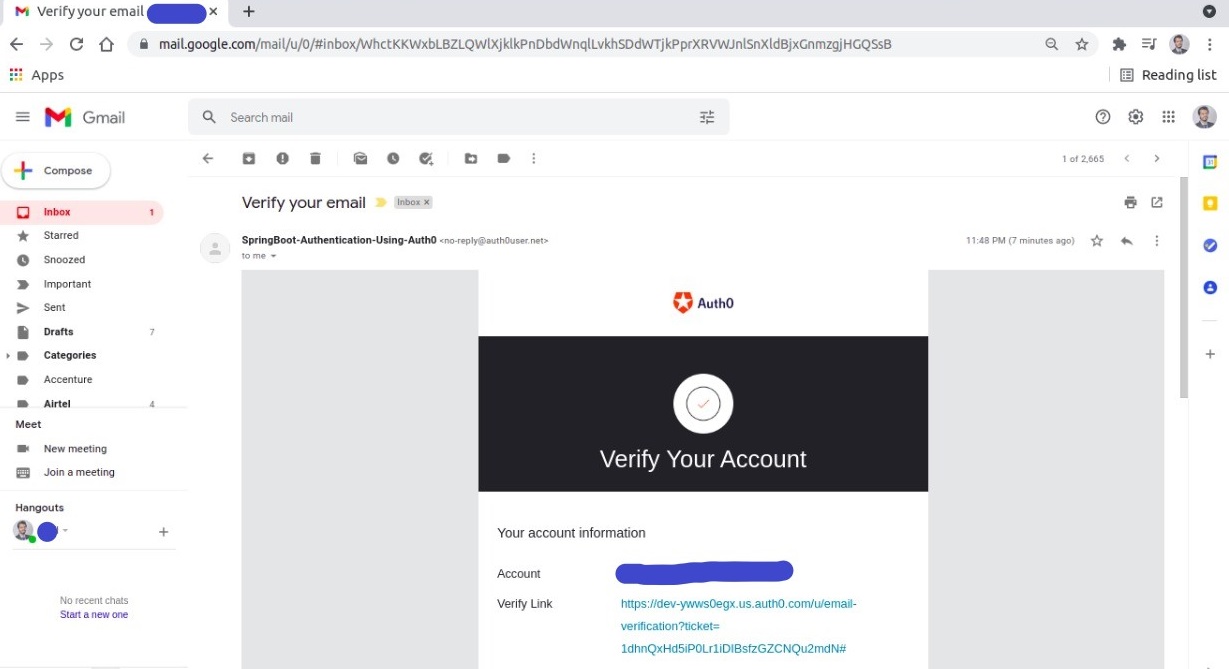 Verify your email
mail.google.com/mail/u/0/#inbox/WhctKKWxbLBZLQWlXjklkPnDbdWnqlLvkhSDdWTjkPprXRVWJnlSnXldBjxGnmzgjHGQSsB
Apps
Reading list
Gmail
Search mail
Compose
1 of 2,665
Inbox 1
Starred
Snoozed
Important
Sent
Drafts 7
Categories
Accenture
Airtel 4
Meet
New meeting
Join a meeting
Hangouts
No recent chats
Start a new one
Verify your email Inbox x
SpringBoot-Authentication-Using-Auth0 <no-reply@auth0user.net>
11:48 PM (7 minutes ago)
to me
Auth0
Verify Your Account
Your account information
Account
Verify Link https://dev-ywws0egx.us.auth0.com/u/email-
verification?ticket=
1dhnQxHd5iP0Lr1iDIBsfzGZCNQu2mdN#